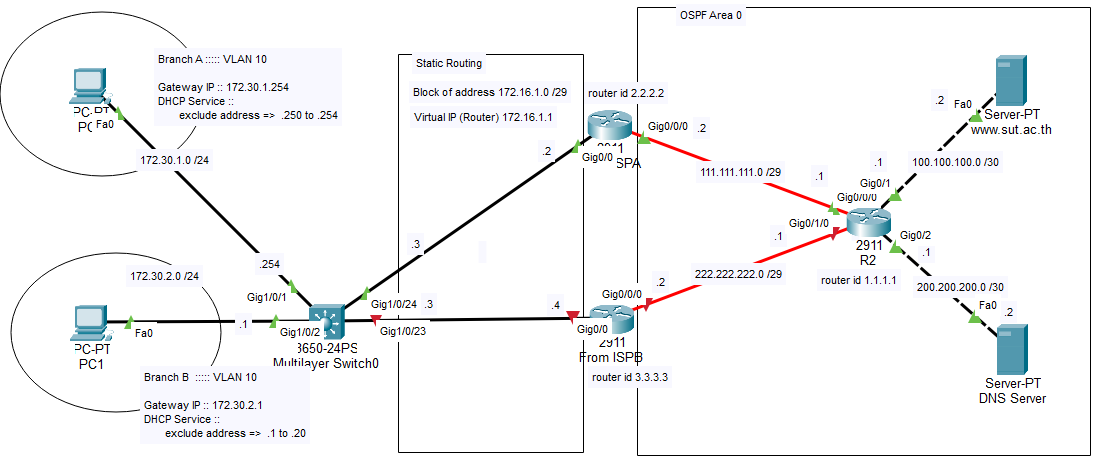 OSPF Area 0
Branch A ::::: VLAN 10
Gateway IP :: 172.30.1.254
DHCP Service ::
exclude address => .250 to .254
Fa0
172.30.1.0 /24
Static Routing
Block of address 172.16.1.0 /29
Virtual IP (Router) 172.16.1.1
router id 2.2.2.2
Gig0/0/0
.2
.2
Gig0/0
111.111.111.0 /29
.1
Gig0/0/0
.2
Fa0
Server-PT
www.sut.ac.th
.1
100.100.100.0 /30
Gig0/1
Gig0/1/0
.1
2911
R2
Gig0/2
.1
router id 1.1.1.1
200.200.200.0 /30
Fa0
.2
Server-PT
DNS Server
222.222.222.0 /29
.2
Gig0/0/0
.3
.254
Gig1/0/1
Gig1/0/24
.3
.4
Gig0/0
2911
From ISPB
router id 3.3.3.3
172.30.2.0 /24
PC-PT
PC1
Fa0
.1
Gig1/0/2
Gig1/0/23
3650-24PS
Multilayer Switch0
Branch B ::::: VLAN 10
Gateway IP :: 172.30.2.1
DHCP Service ::
exclude address => .1 to .20